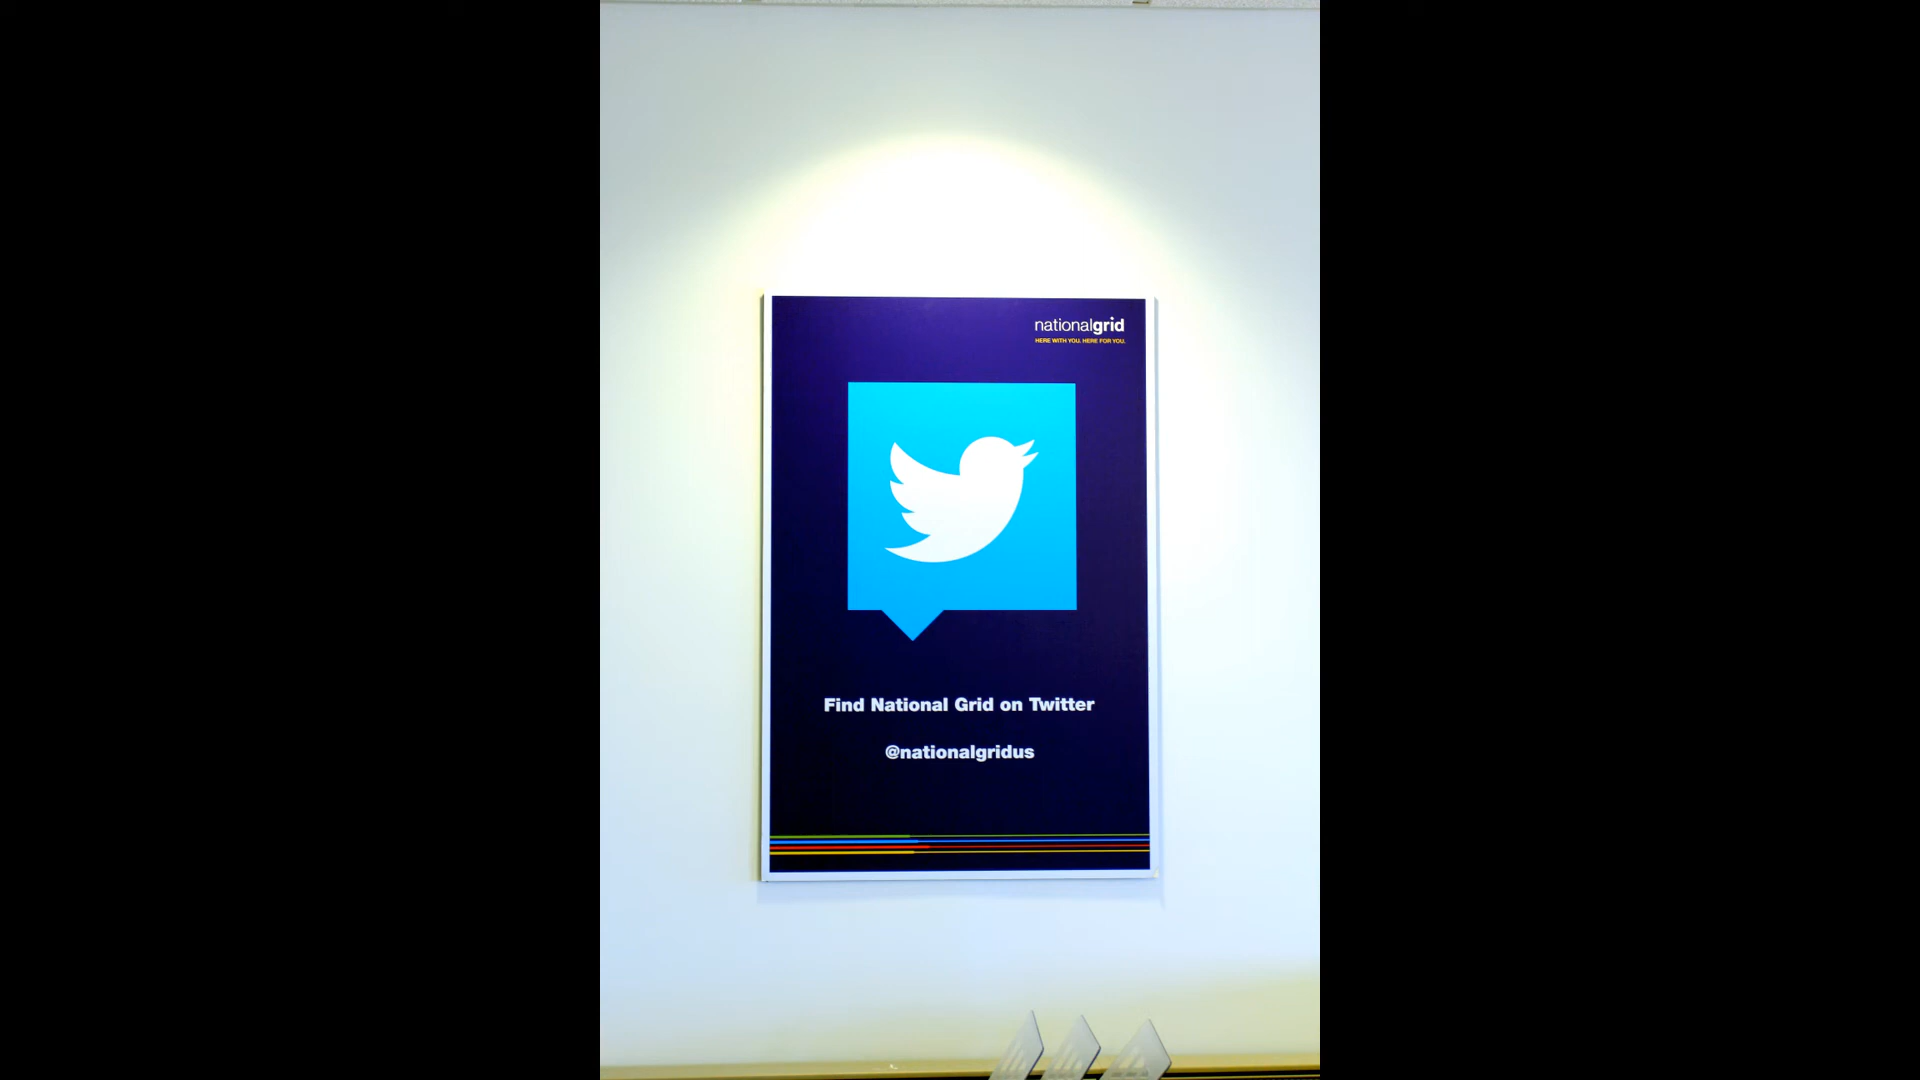 nationalgrid
HERE WITH YOU. HERE FOR YOU.
Find National Grid on Twitter
@nationalgridus